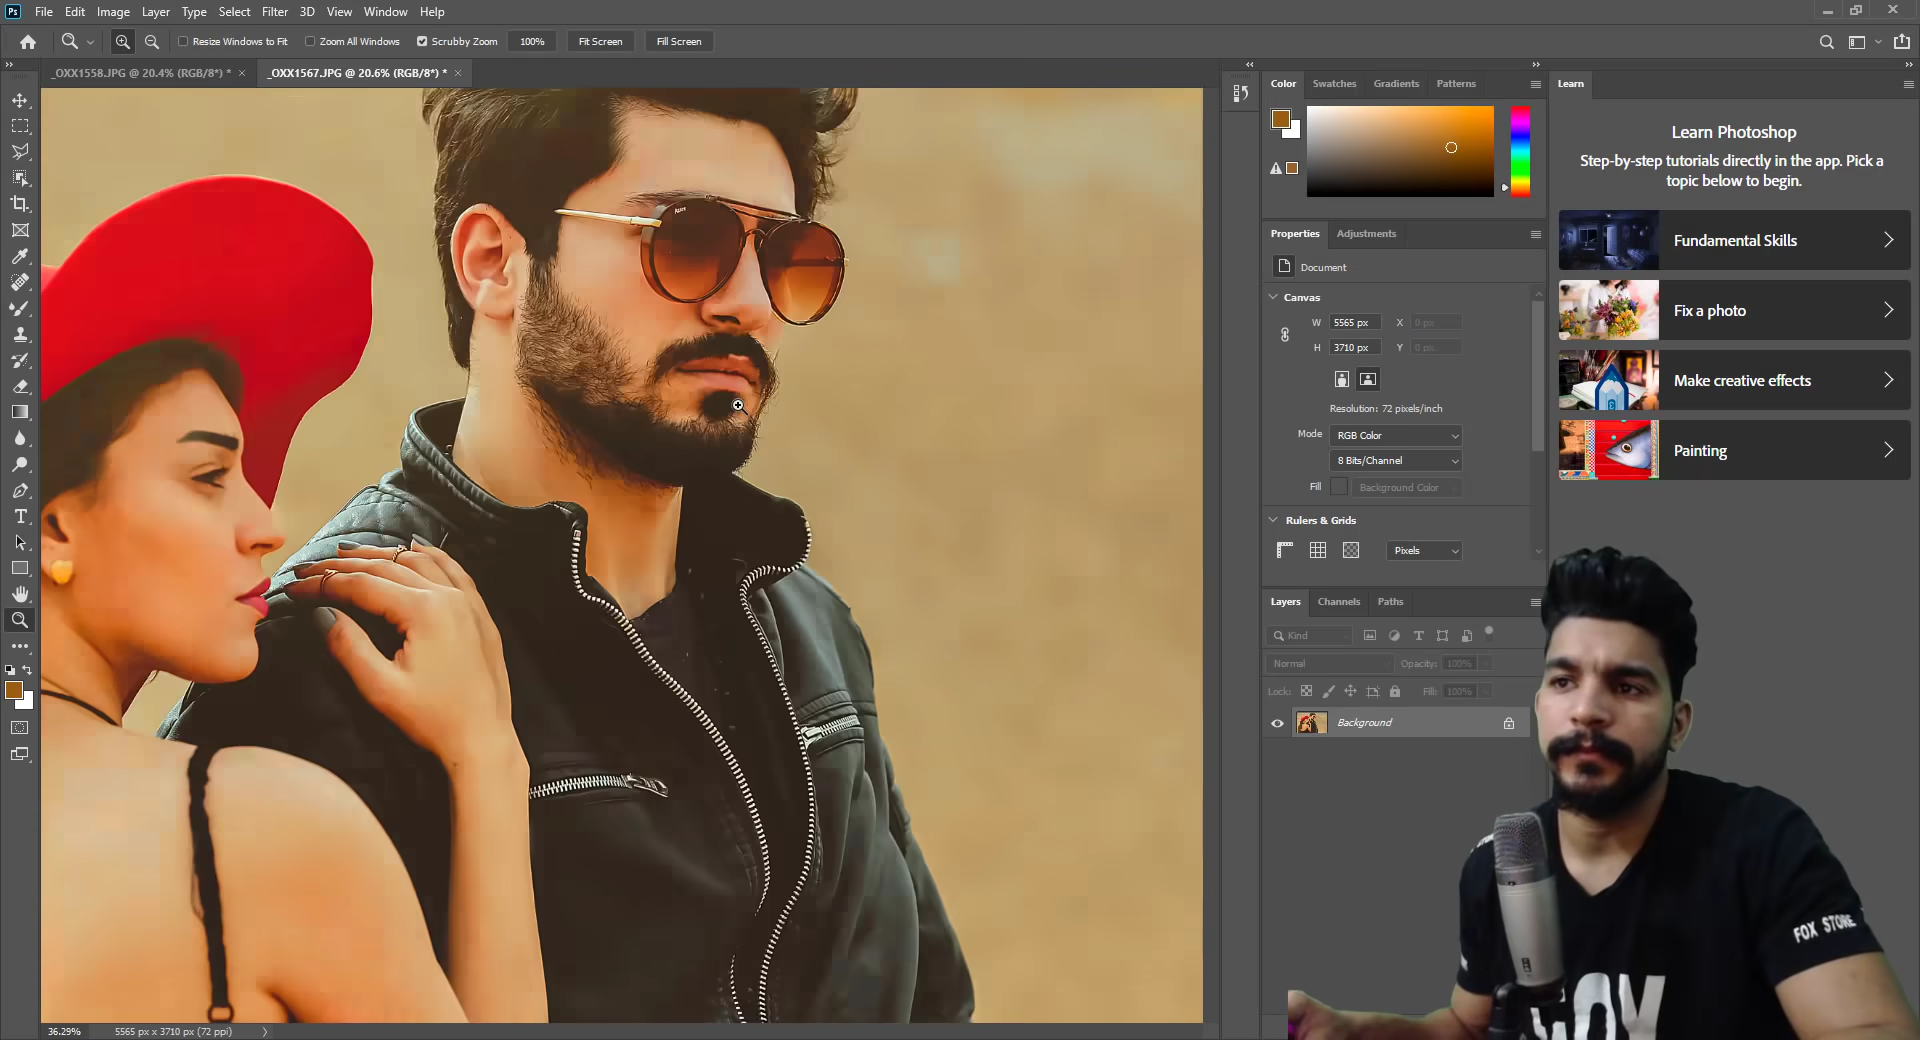 Ps File Edit Image Layer Type Select Filter 3D View Window Help
Resize Windows to Fit Zoom All Windows Scrubby Zoom 100% Fit Screen Fill Screen
_OXX1558.JPG @ 20.4% (RGB/8*) *
_OXX1567.JPG @ 20.6% (RGB/8*) *
Color Swatches Gradients Patterns
Properties Adjustments
Document
Canvas
W 5565 px X 0 px
H 3710 px Y 0 px
Resolution: 72 pixels/inch
Mode RGB Color
8 Bits/Channel
Fill Background Color
Rulers & Grids
Pixels
Layers Channels Paths
Kind
Normal Opacity: 100%
Lock: Fill: 100%
Background
Learn
Learn Photoshop
Step-by-step tutorials directly in the app. Pick a
topic below to begin.
Fundamental Skills
Fix a photo
Make creative effects
Painting
FOX STORE
36.29% 5565 px x 3710 px (72 ppi)